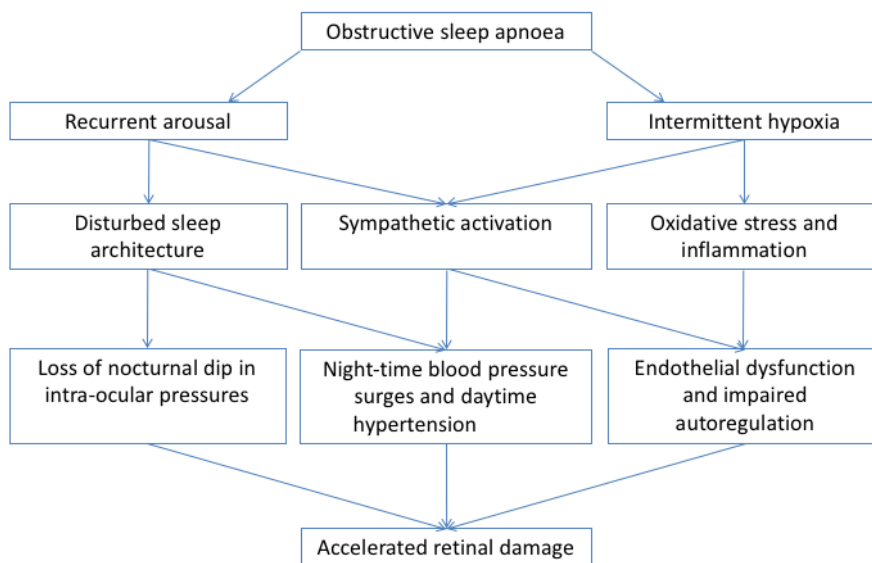 Obstructive sleep apnoea
Recurrent arousal
Intermittent hypoxia
Disturbed sleep
architecture
Sympathetic activation
Oxidative stress and
inflammation
Loss of nocturnal dip in
intra-ocular pressures
Night-time blood pressure
surges and daytime
hypertension
Endothelial dysfunction
and impaired
autoregulation
Accelerated retinal damage